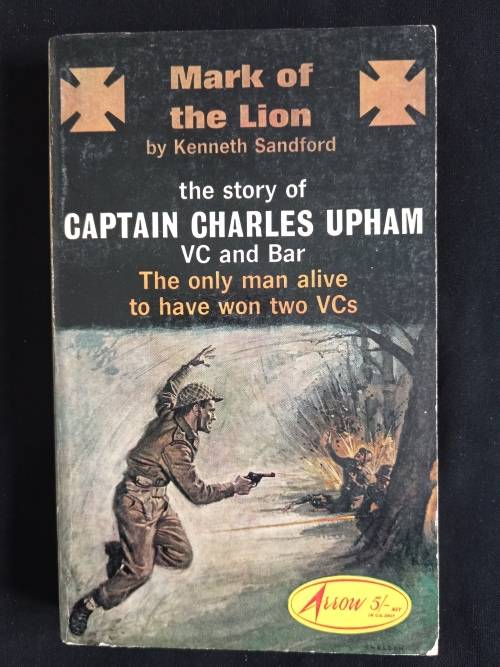 Mark of
the Lion
by Kenneth Sandford
the story of
CAPTAIN CHARLES UPHAM
VC and Bar
The only man alive
to have won two VCs
Arrow 5/- NET